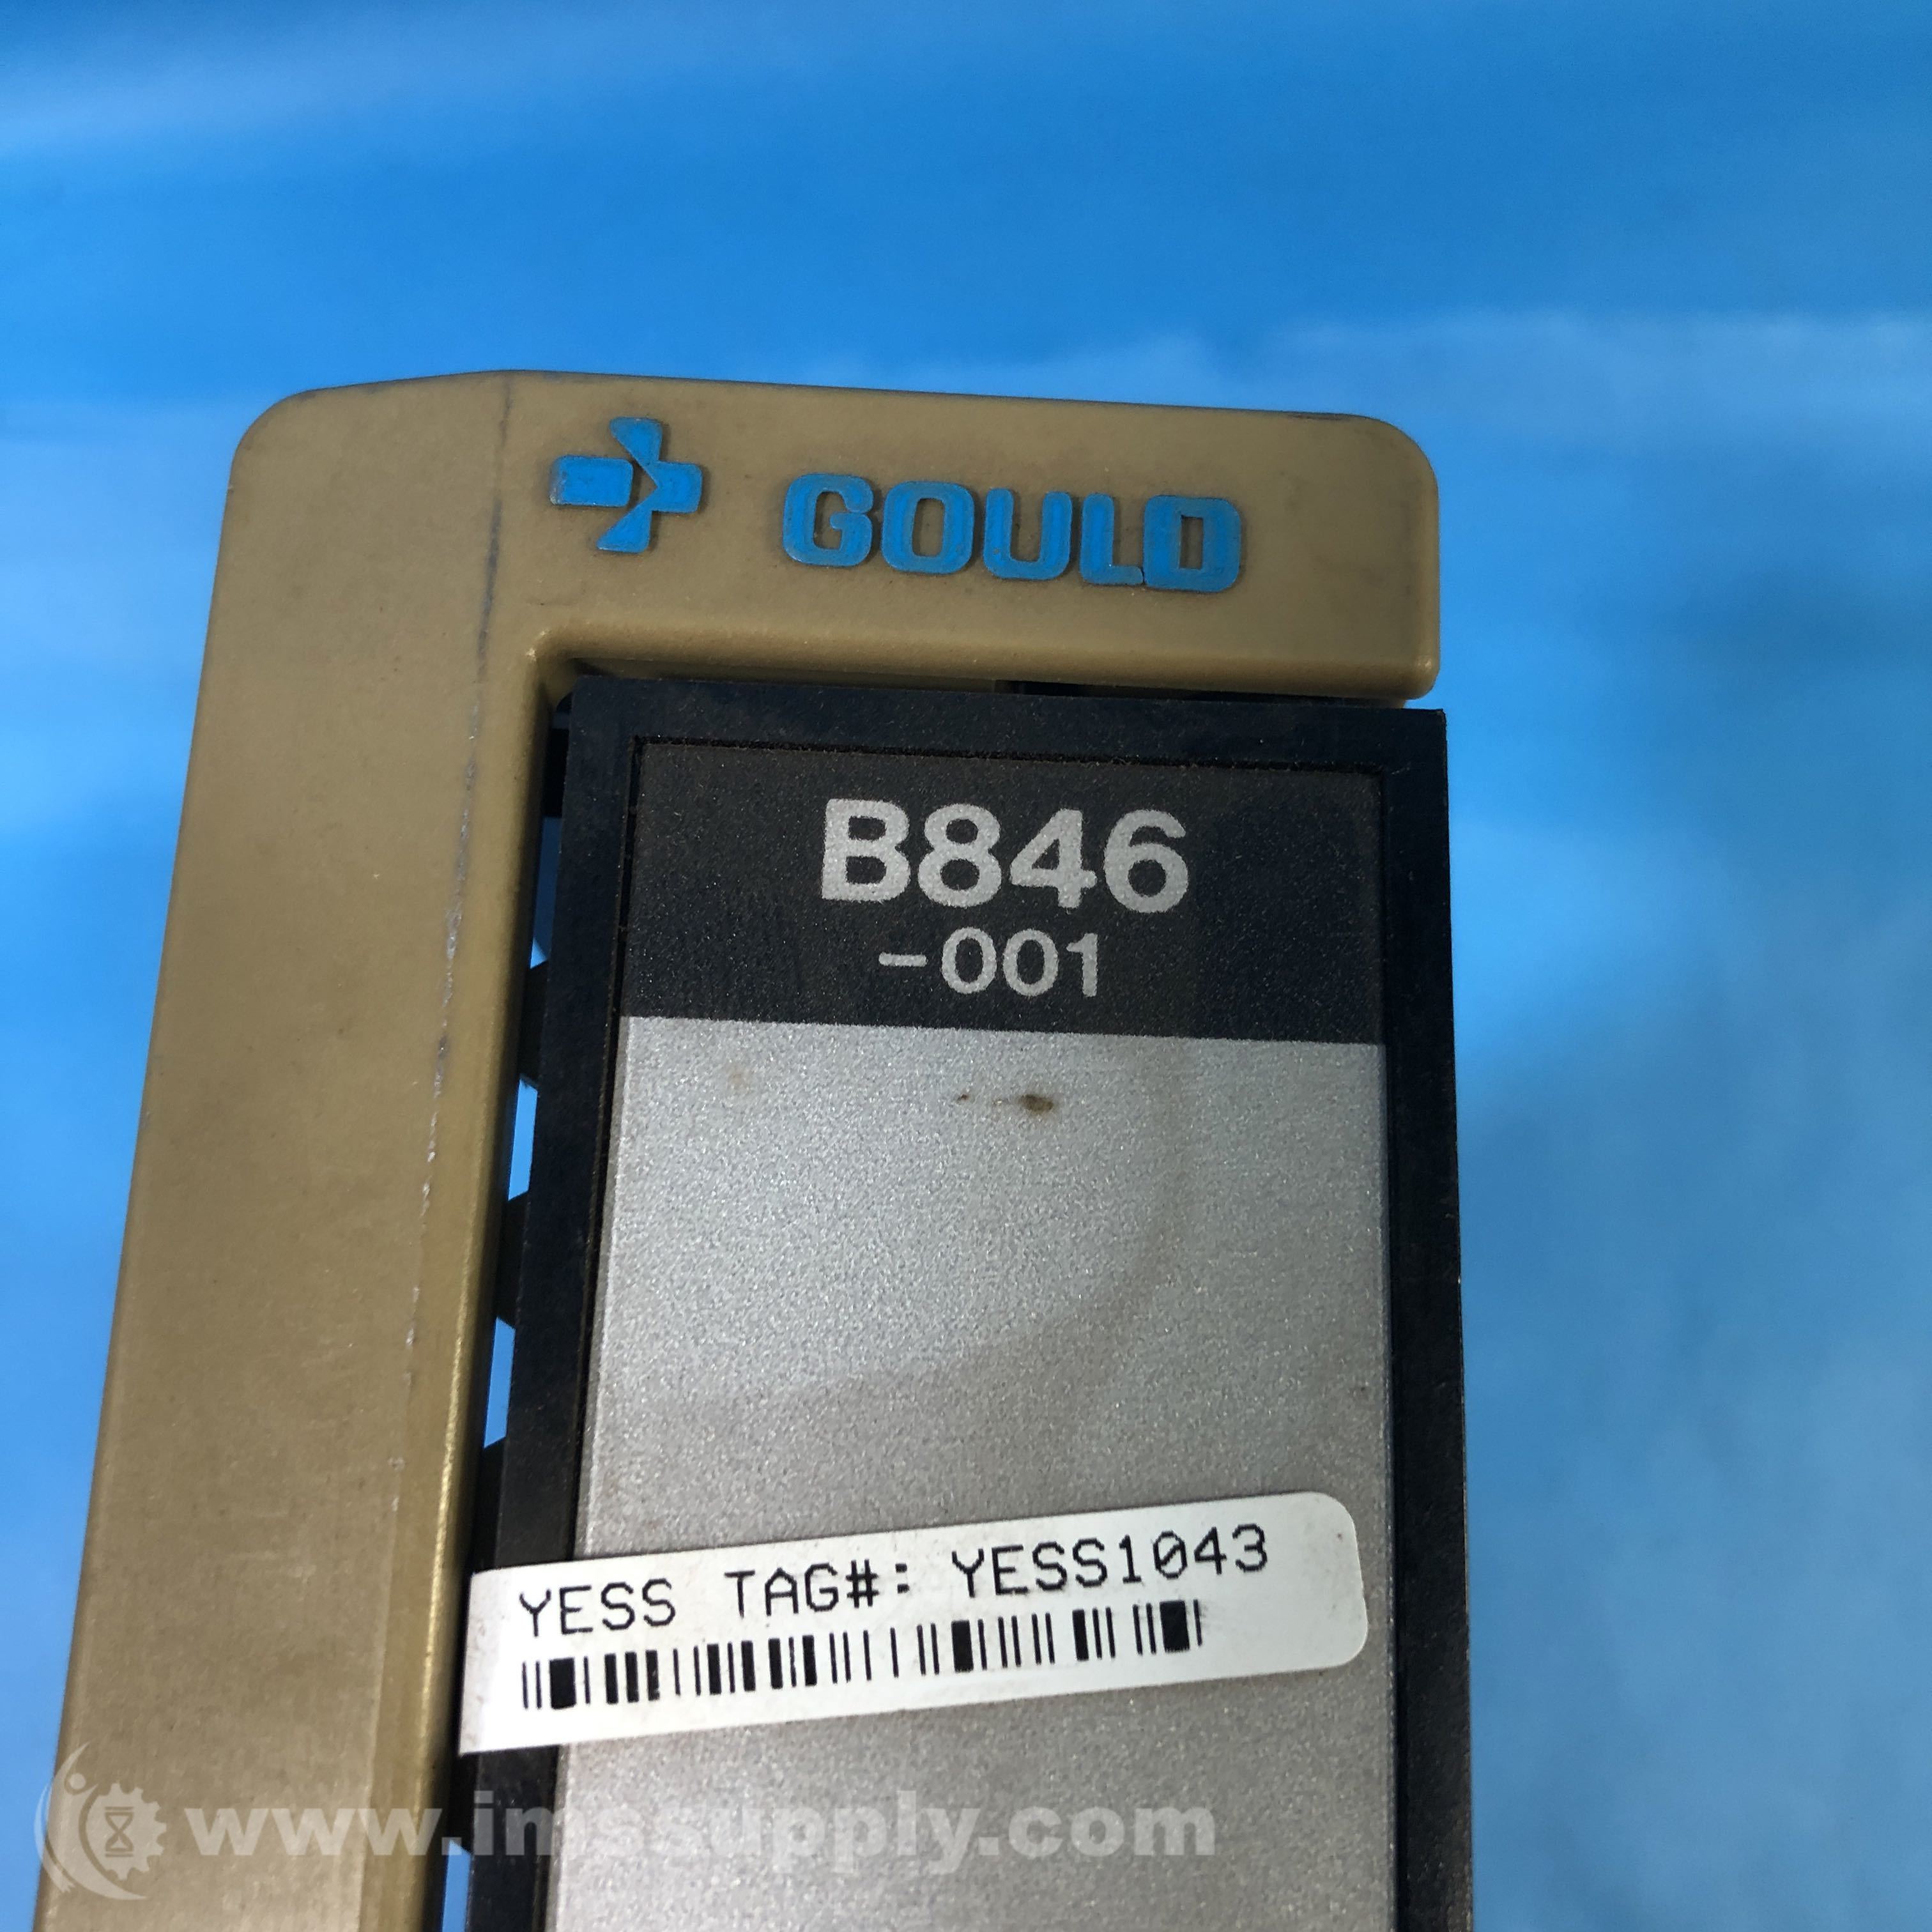 GOULD
B846
-001
YESS TAG#: YESS1043
www.imssupply.com